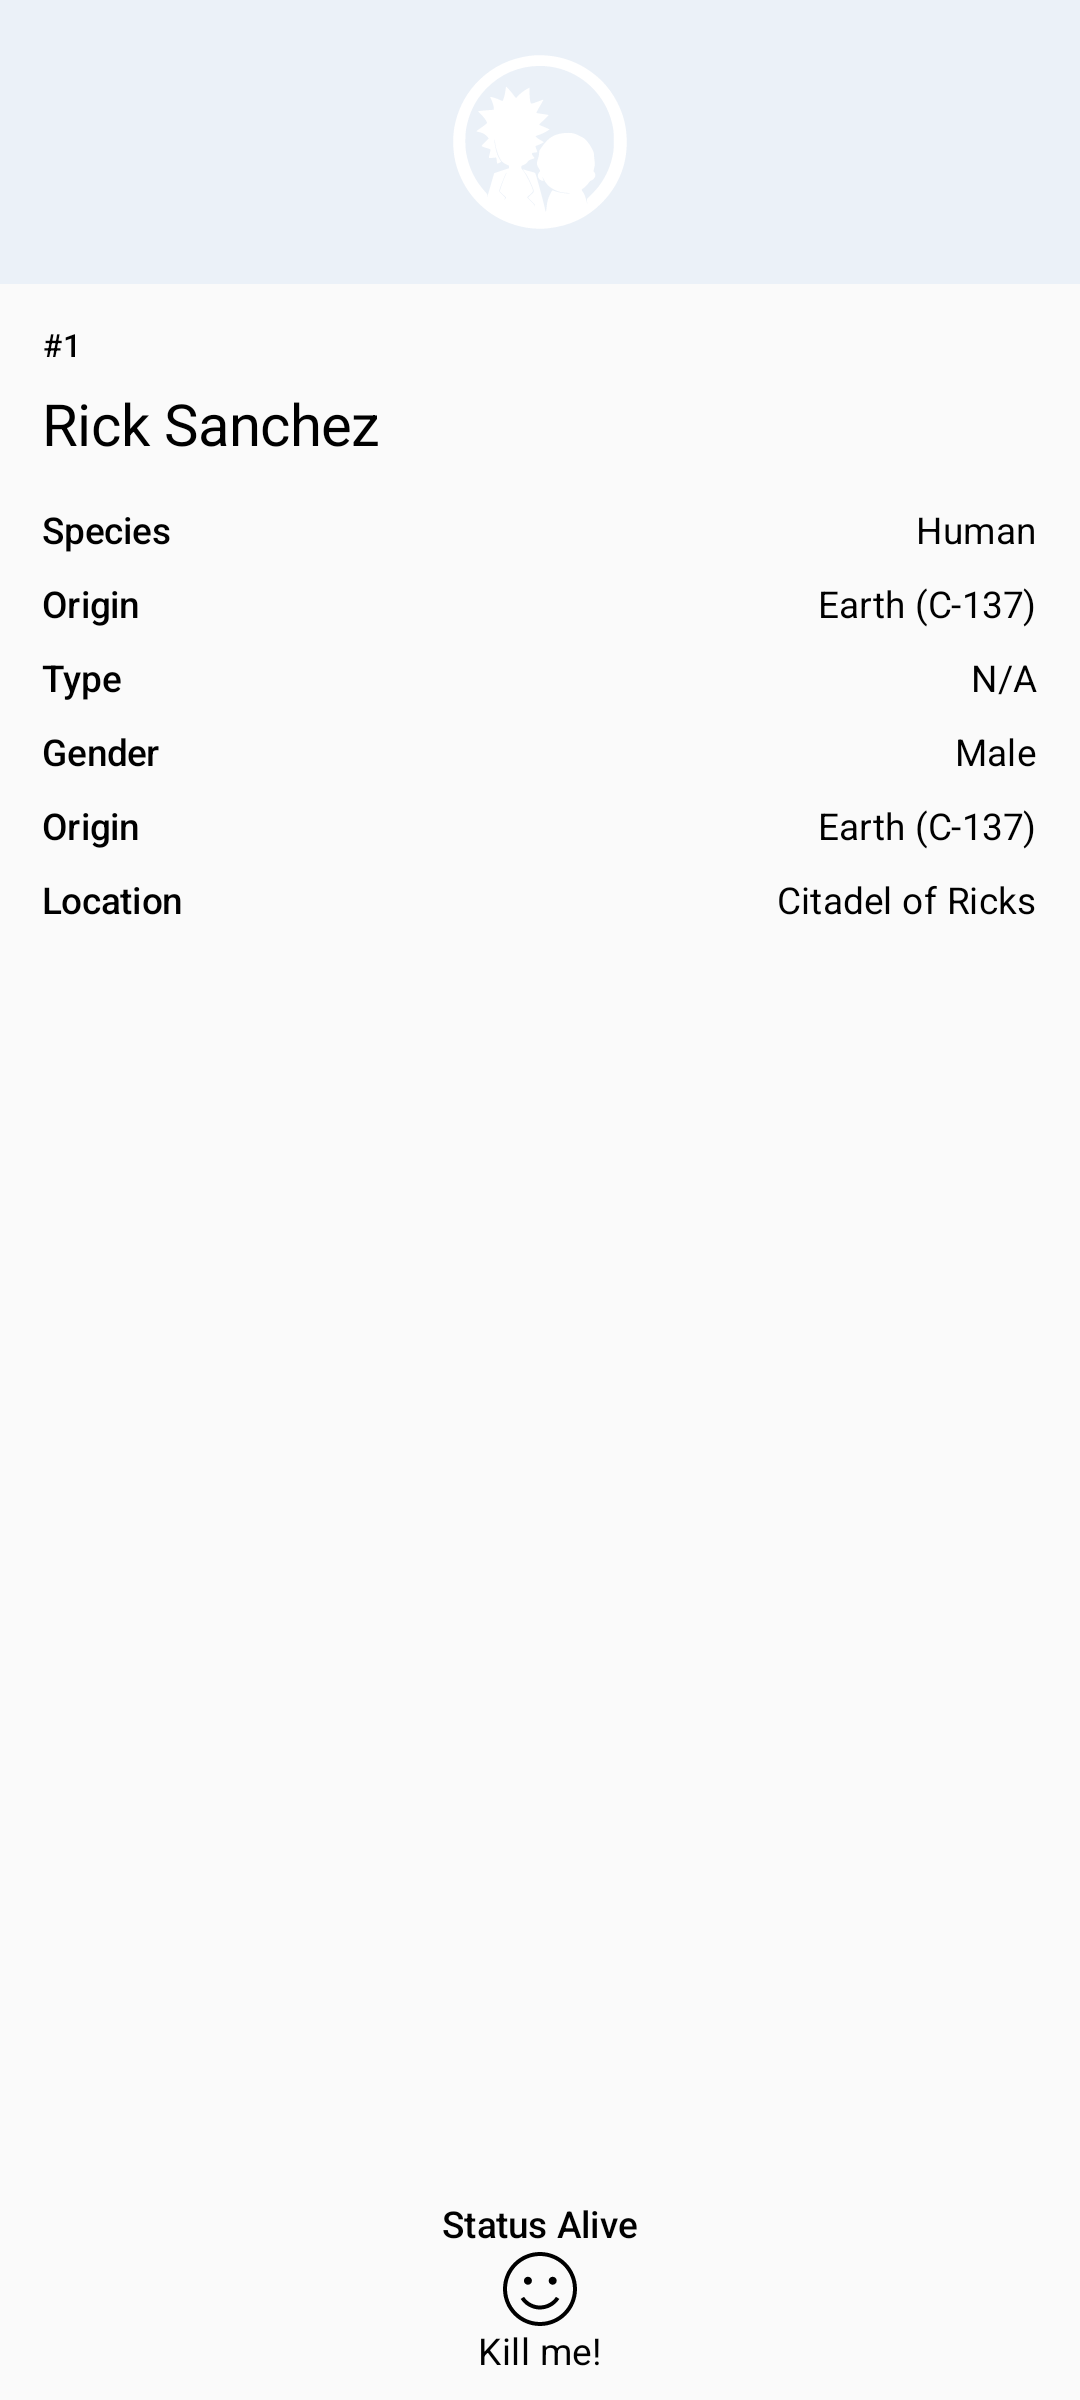 #1
Rick Sanchez
Species Human
Origin Earth (C-137)
Type N/A
Gender Male
Origin Earth (C-137)
Location Citadel of Ricks
Status Alive
Kill me!